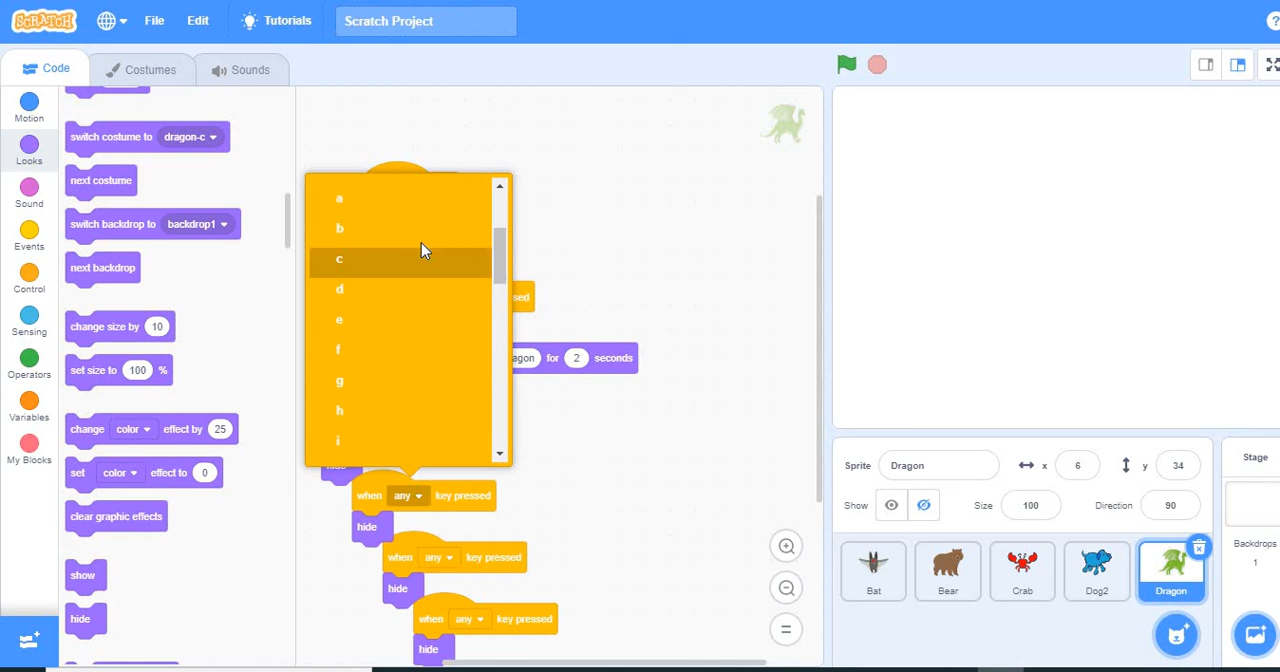 SCRATCH
File
Edit
Tutorials
Scratch Project
?
Code
Costumes
Sounds
Motion
Looks
Sound
Events
Control
Sensing
Operators
Variables
My Blocks
switch costume to dragon-c
next costume
switch backdrop to backdrop1
next backdrop
change size by 10
set size to 100 %
change color effect by 25
set color effect to 0
clear graphic effects
show
hide
a
b
c
d
e
f
g
h
i
for 2 seconds
when any key pressed
hide
when any key pressed
hide
when any key pressed
hide
Sprite Dragon x 6 y 34
Show Size 100 Direction 90
Bat
Bear
Crab
Dog2
Dragon
Stage
Backdrops
1